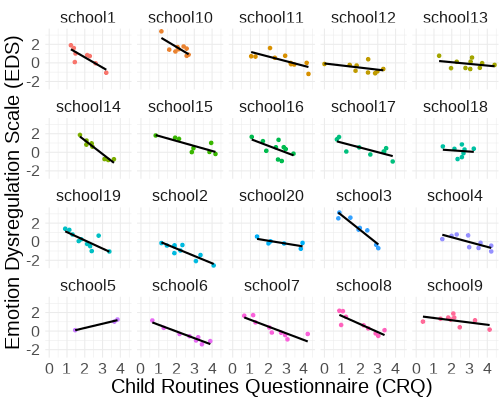 school1 school10 school11 school12 school13
2
0
-2
school14 school15 school16 school17 school18
2
0
-2
school19 school2 school20 school3 school4
2
0
-2
school5 school6 school7 school8 school9
2
0
-2
0 1 2 3 4 0 1 2 3 4 0 1 2 3 4 0 1 2 3 4 0 1 2 3 4
Child Routines Questionnaire (CRQ)
Emotion Dysregulation Scale (EDS)